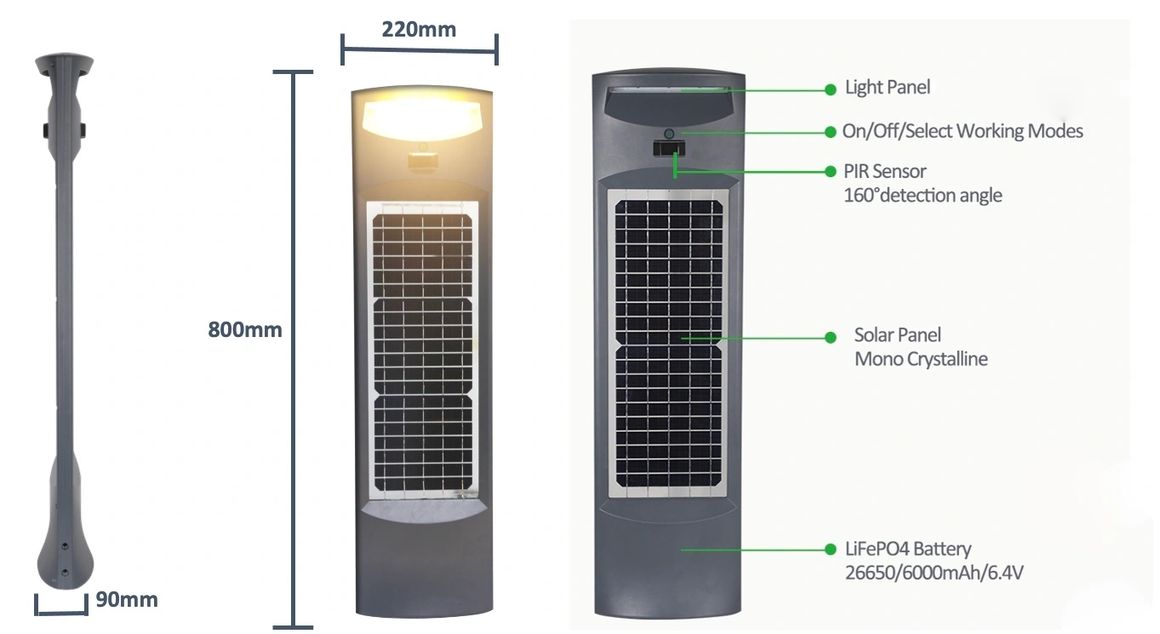 220mm
800mm
90mm
Light Panel
On/Off/Select Working Modes
PIR Sensor
160°detection angle
Solar Panel
Mono Crystalline
LiFePO4 Battery
26650/6000mAh/6.4V